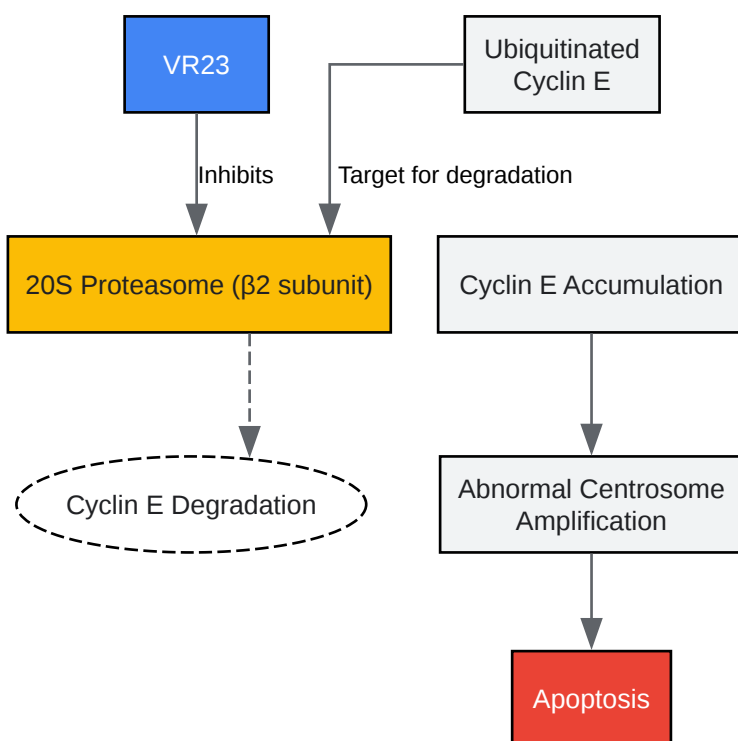 VR23
Ubiquitinated
Cyclin E
Inhibits
Target for degradation
20S Proteasome (β2 subunit)
Cyclin E Accumulation
Cyclin E Degradation
Abnormal Centrosome
Amplification
Apoptosis